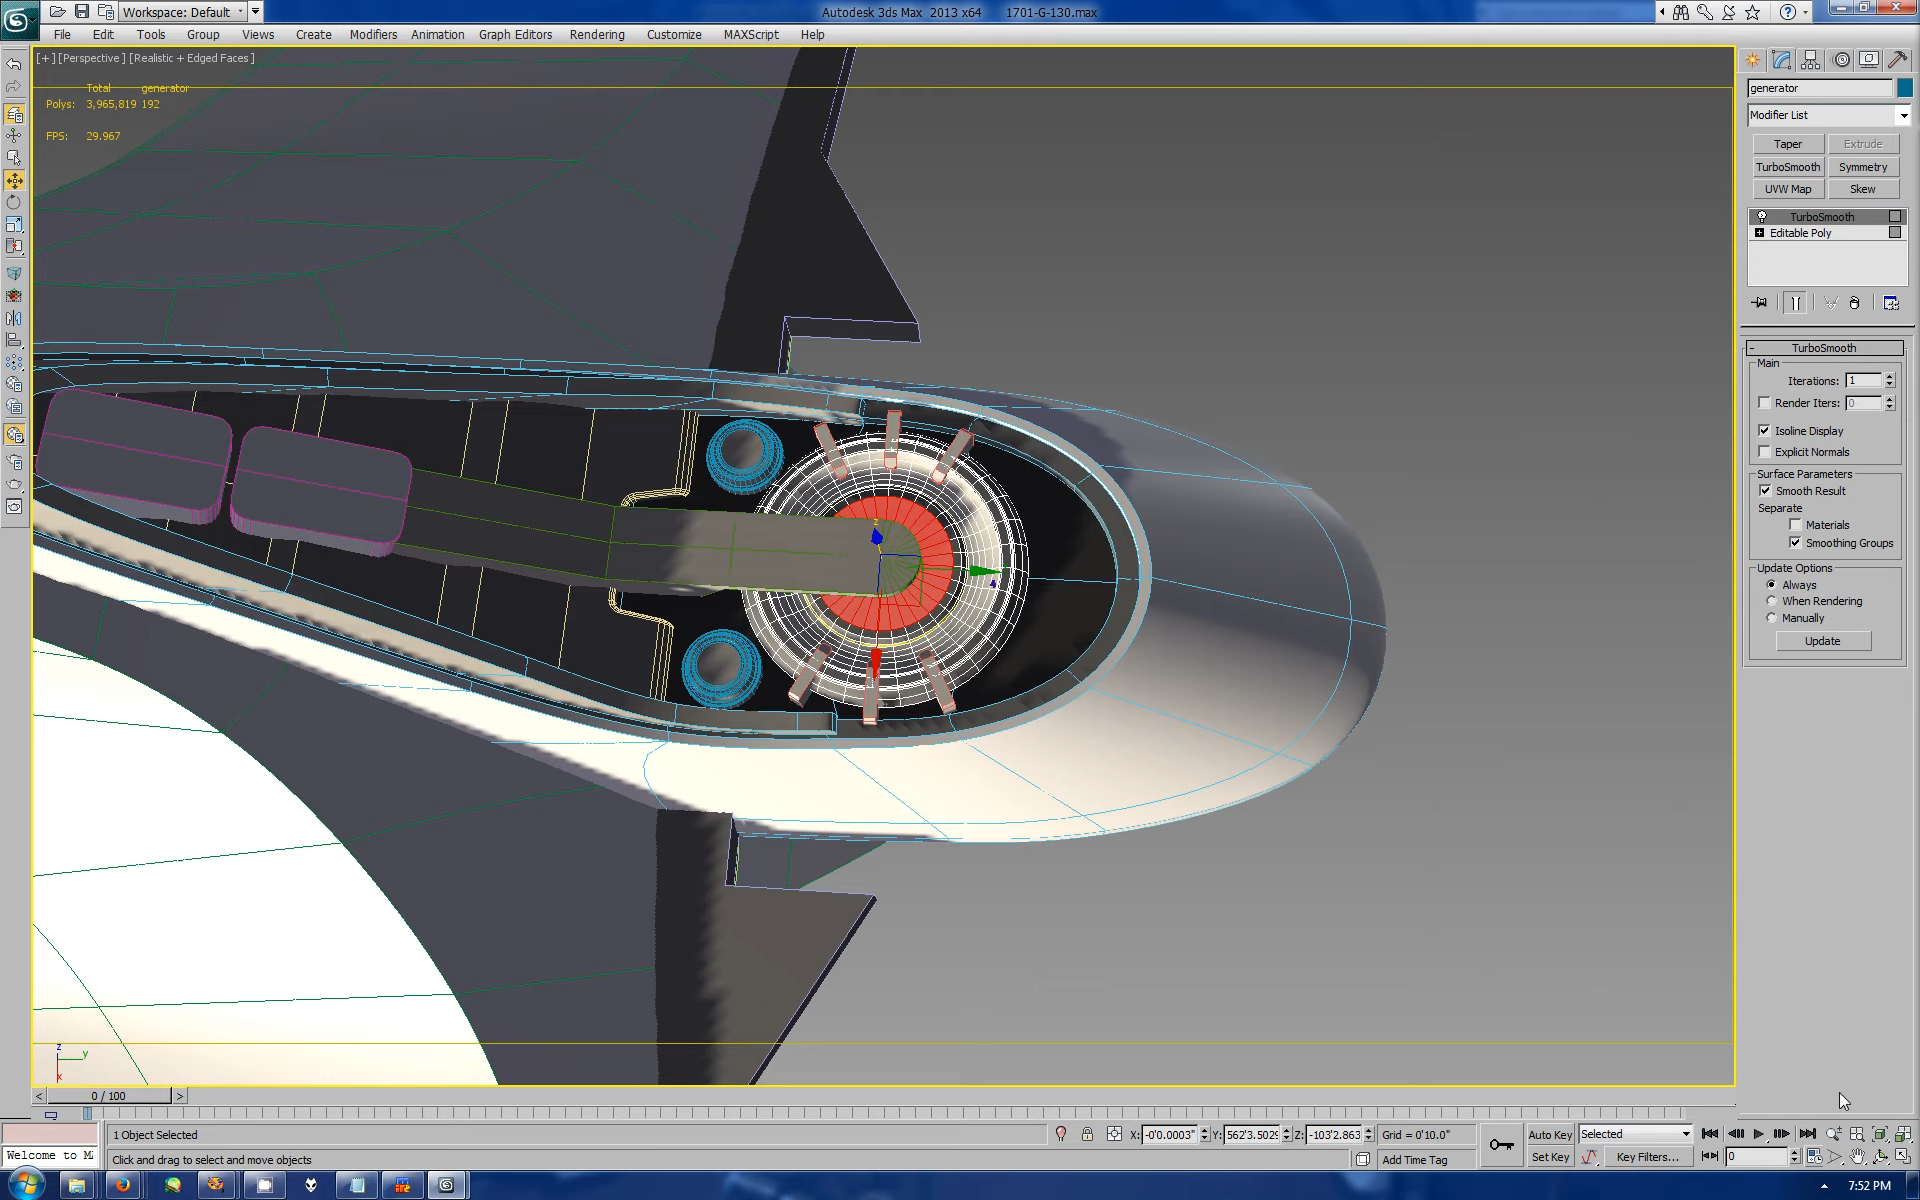 Workspace: Default
Autodesk 3ds Max 2013 x64 1701-G-130.max
File Edit Tools Group Views Create Modifiers Animation Graph Editors Rendering Customize MAXScript Help
[+] [Perspective ] [Realistic + Edged Faces ]
Total generator
Polys: 3,965,819 192
FPS: 29.967
generator
Modifier List
Taper Extrude
TurboSmooth Symmetry
UVW Map Skew
TurboSmooth
Editable Poly
- TurboSmooth
Main
Iterations: 1
Render Iters: 0
Isoline Display
Explicit Normals
Surface Parameters
Smooth Result
Separate
Materials
Smoothing Groups
Update Options
Always
When Rendering
Manually
Update
z
z
y
x
< 0 / 100 >
1 Object Selected
X: -0'0.0003" Y: 562'3.502 Z: -103'2.863 Grid = 0'10.0"
Auto Key Selected
Welcome to M
Click and drag to select and move objects
Add Time Tag
Set Key Key Filters... 0
7:52 PM